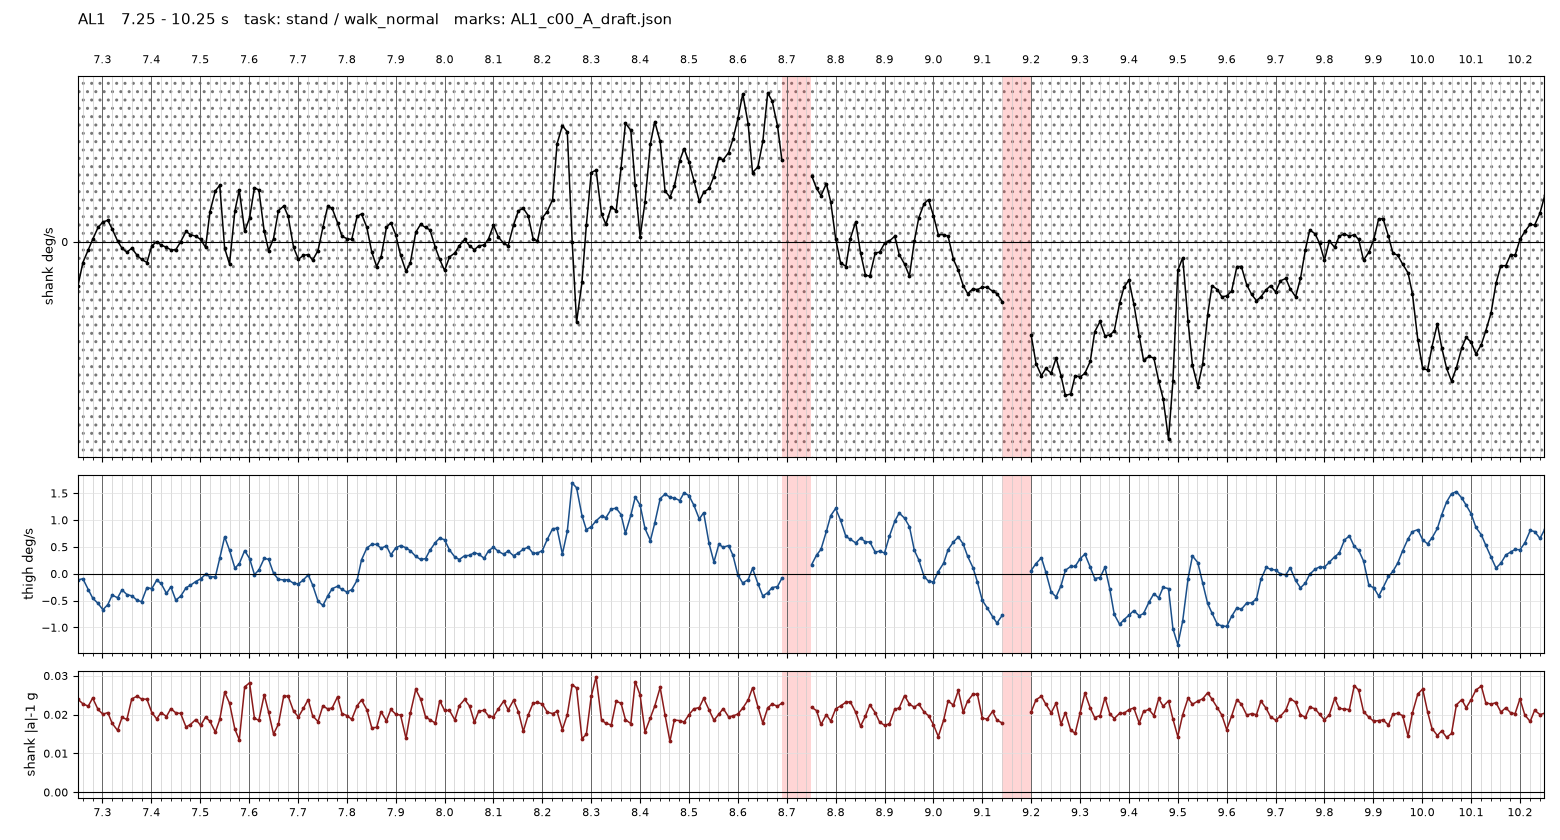 AL1   7.25 - 10.25 s   task: stand / walk_normal   marks: AL1_c00_A_draft.json
7.3 7.4 7.5 7.6 7.7 7.8 7.9 8.0 8.1 8.2 8.3 8.4 8.5 8.6 8.7 8.8 8.9 9.0 9.1 9.2 9.3 9.4 9.5 9.6 9.7 9.8 9.9 10.0 10.1 10.2
shank deg/s
0
thigh deg/s
1.5
1.0
0.5
0.0
−0.5
−1.0
shank |a|-1 g
0.03
0.02
0.01
0.00
7.3 7.4 7.5 7.6 7.7 7.8 7.9 8.0 8.1 8.2 8.3 8.4 8.5 8.6 8.7 8.8 8.9 9.0 9.1 9.2 9.3 9.4 9.5 9.6 9.7 9.8 9.9 10.0 10.1 10.2